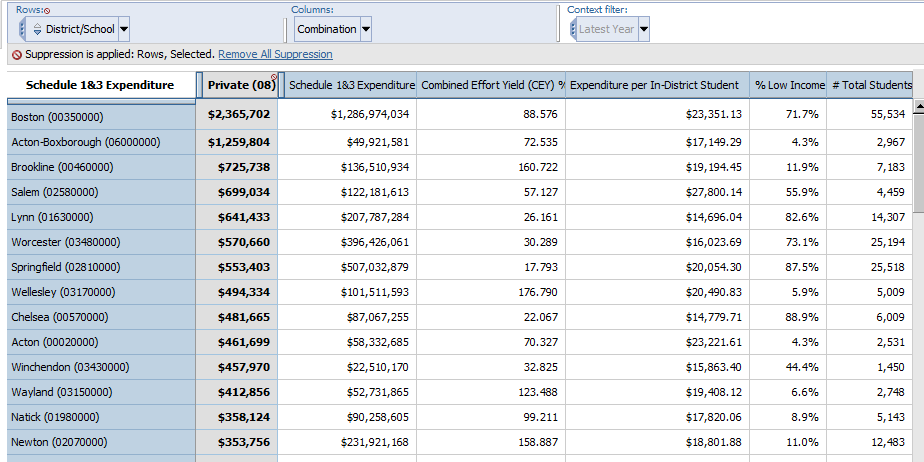 Rows: Columns: Context filter:
District/School Combination Latest Year
Suppression is applied: Rows, Selected. Remove All Suppression
Schedule 1&3 Expenditure Private (08) Schedule 1&3 Expenditure Combined Effort Yield (CEY) % Expenditure per In-District Student % Low Income # Total Students
Boston (00350000) $2,365,702 $1,286,974,034 88.576 $23,351.13 71.7% 55,534
Acton-Boxborough (06000000) $1,259,804 $49,921,581 72.535 $17,149.29 4.3% 2,967
Brookline (00460000) $725,738 $136,510,934 160.722 $19,194.45 11.9% 7,183
Salem (02580000) $699,034 $122,181,613 57.127 $27,800.14 55.9% 4,459
Lynn (01630000) $641,433 $207,787,284 26.161 $14,696.04 82.6% 14,307
Worcester (03480000) $570,660 $396,426,061 30.289 $16,023.69 73.1% 25,194
Springfield (02810000) $553,403 $507,032,879 17.793 $20,054.30 87.5% 25,518
Wellesley (03170000) $494,334 $101,511,593 176.790 $20,490.83 5.9% 5,009
Chelsea (00570000) $481,665 $87,067,255 22.067 $14,779.71 88.9% 6,009
Acton (00020000) $461,699 $58,332,685 70.327 $23,221.61 4.3% 2,531
Winchendon (03430000) $457,970 $22,510,170 32.825 $15,863.40 44.4% 1,450
Wayland (03150000) $412,856 $52,731,865 123.488 $19,408.12 6.6% 2,748
Natick (01980000) $358,124 $90,258,605 99.211 $17,820.06 8.9% 5,143
Newton (02070000) $353,756 $231,921,168 158.887 $18,801.88 11.0% 12,483